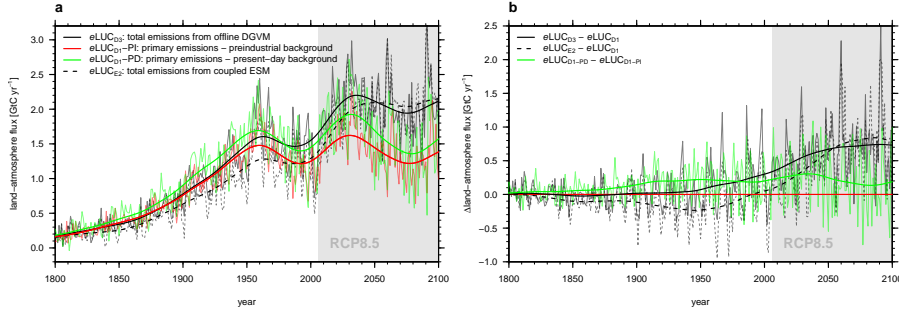 a
eLUC_D3: total emissions from offline DGVM
eLUC_D1−PI: primary emissions − preindustrial background
eLUC_D1−PD: primary emissions − present−day background
eLUC_E2: total emissions from coupled ESM
land−atmosphere flux [GtC yr⁻¹]
3.0
2.5
2.0
1.5
1.0
0.5
0.0
RCP8.5
1800 1850 1900 1950 2000 2050 2100
year
b
eLUC_D3 − eLUC_D1
eLUC_E2 − eLUC_D1
eLUC_D1−PD − eLUC_D1−PI
Δland−atmosphere flux [GtC yr⁻¹]
2.5
2.0
1.5
1.0
0.5
0.0
−0.5
−1.0
RCP8.5
1800 1850 1900 1950 2000 2050 2100
year